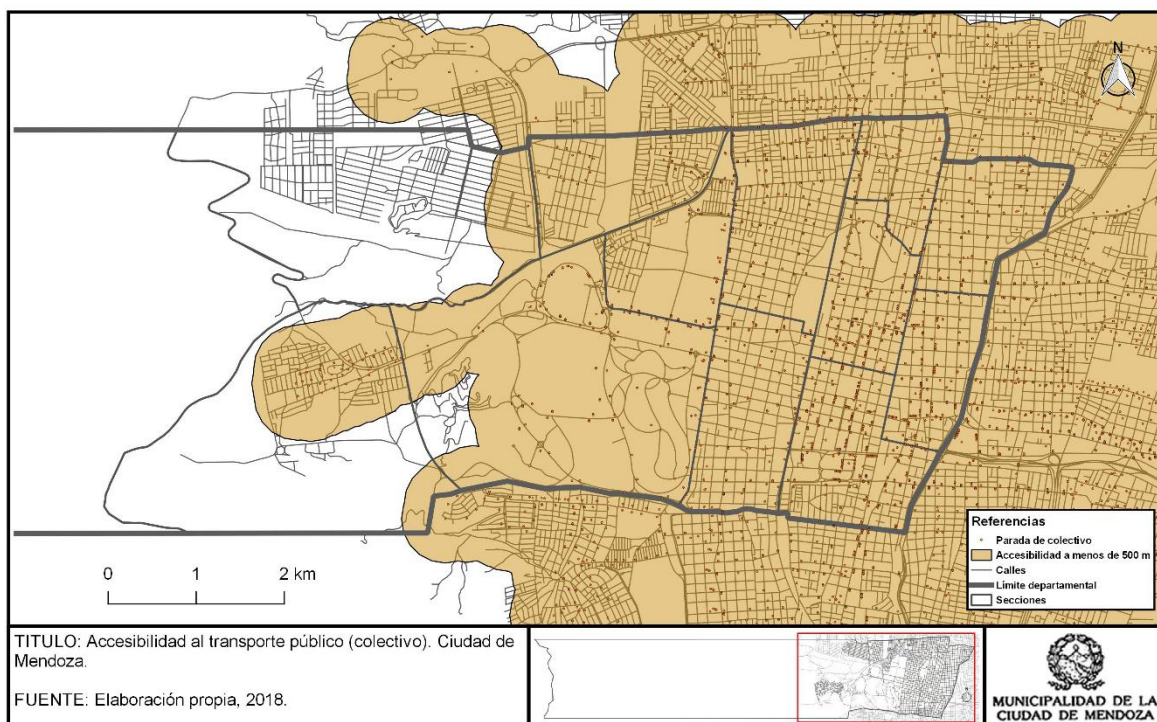 N
0 1 2 km
Referencias
Parada de colectivo
Accesibilidad a menos de 500 m
Calles
Límite departamental
Secciones
TITULO: Accesibilidad al transporte público (colectivo). Ciudad de
Mendoza.
FUENTE: Elaboración propia, 2018.
MUNICIPALIDAD DE LA
CIUDAD DE MENDOZA